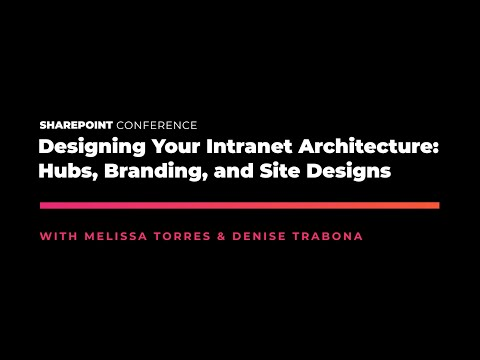 SHAREPOINT CONFERENCE
Designing Your Intranet Architecture:
Hubs, Branding, and Site Designs
WITH MELISSA TORRES & DENISE TRABONA